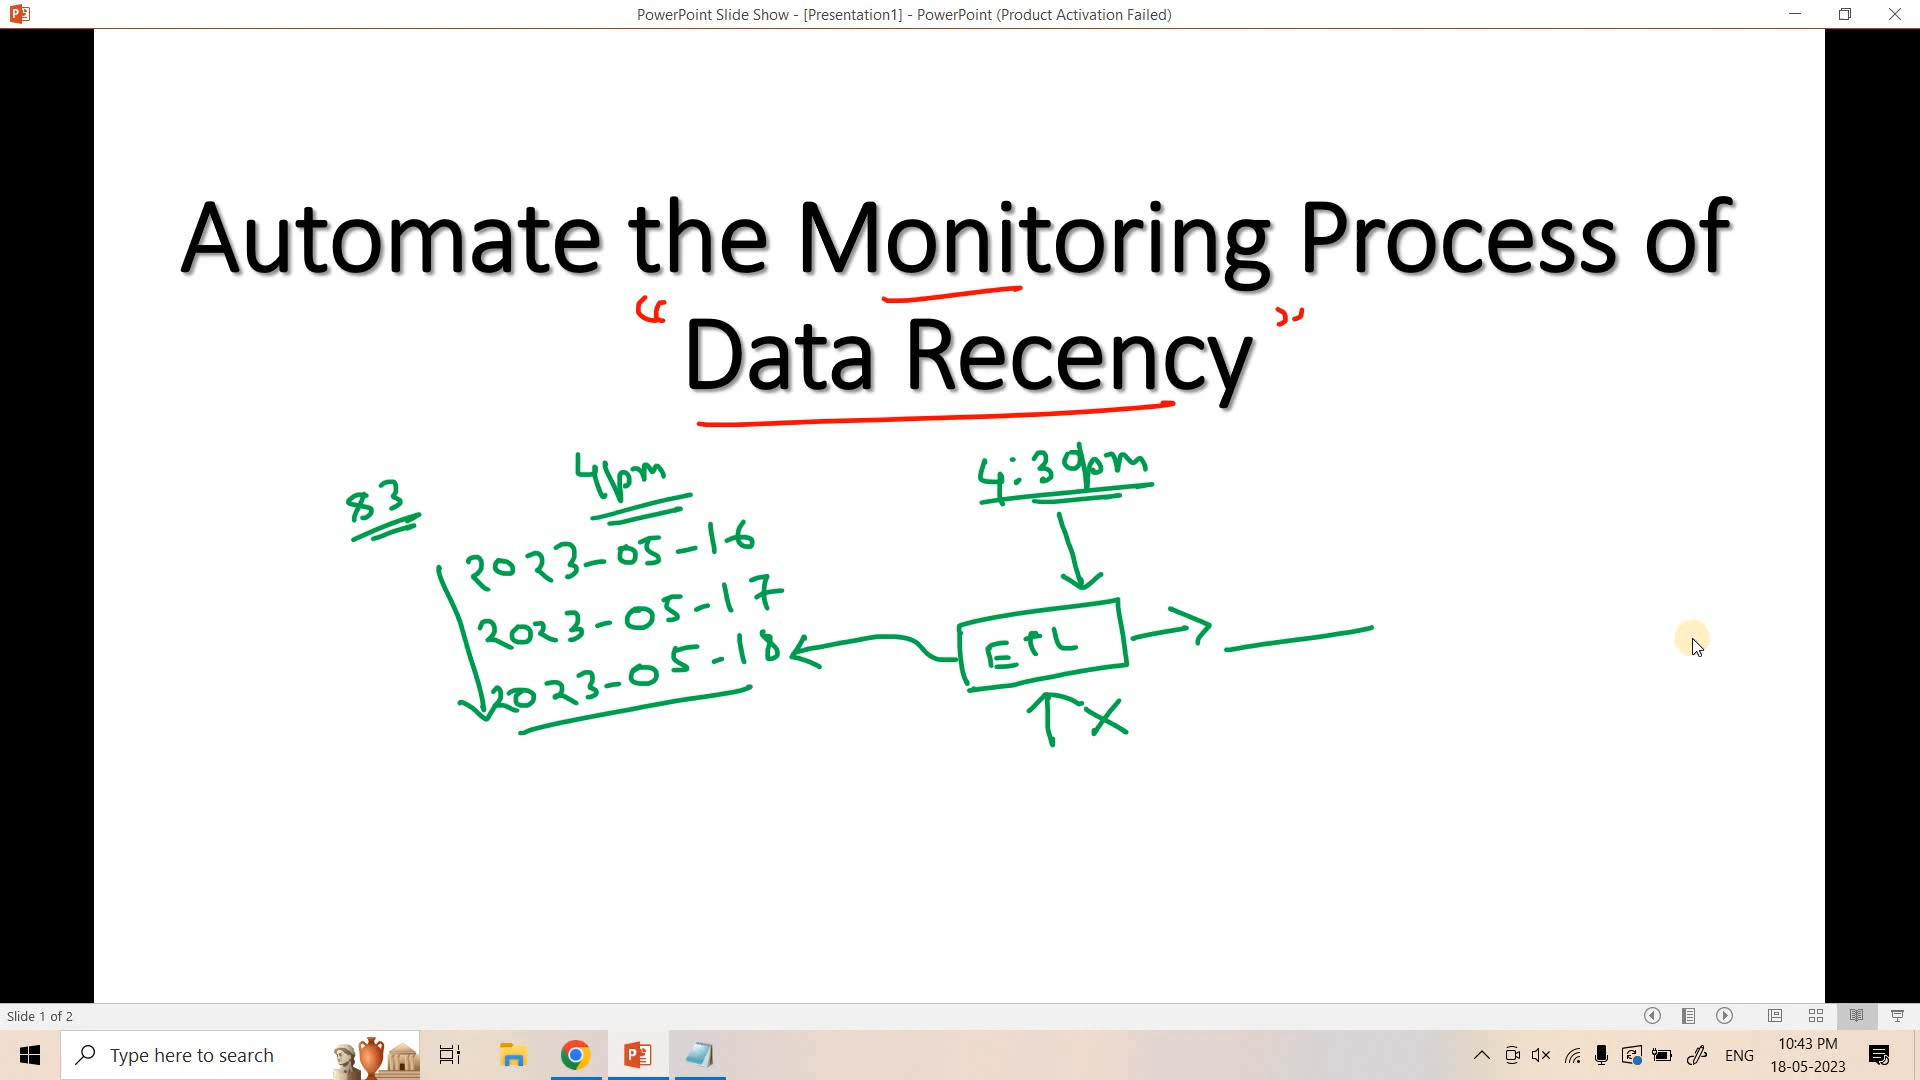 PowerPoint Slide Show - [Presentation1] - PowerPoint (Product Activation Failed)
Automate the Monitoring Process of
“ Data Recency ”
83
4pm
4:30pm
2023-05-16
2023-05-17
2023-05-18
ETL
X
Slide 1 of 2
Type here to search
ENG
10:43 PM
18-05-2023